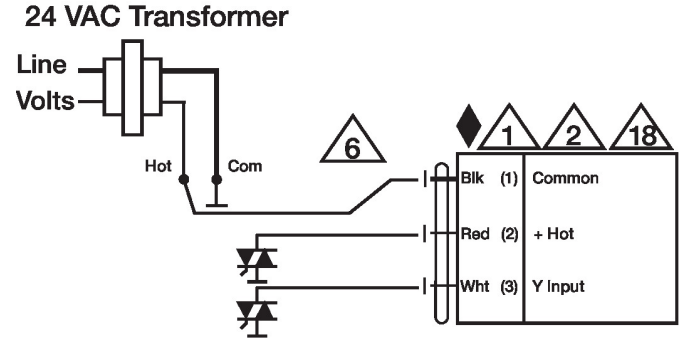 24 VAC Transformer
Line
Volts
Hot
Com
6
1
2
18
Blk (1) Common
Red (2) + Hot
Wht (3) Y Input